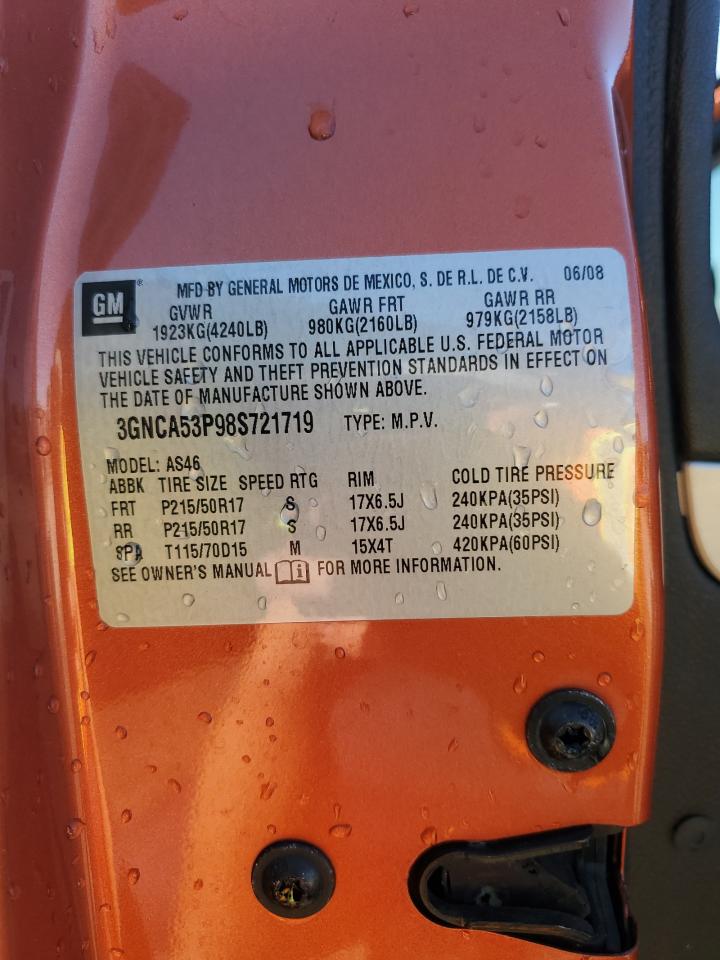 GM ® MFD BY GENERAL MOTORS DE MEXICO, S. DE R.L. DE C.V. 06/08
GVWR GAWR FRT GAWR RR
1923KG(4240LB) 980KG(2160LB) 979KG(2158LB)
THIS VEHICLE CONFORMS TO ALL APPLICABLE U.S. FEDERAL MOTOR
VEHICLE SAFETY AND THEFT PREVENTION STANDARDS IN EFFECT ON
THE DATE OF MANUFACTURE SHOWN ABOVE.
3GNCA53P98S721719 TYPE: M.P.V.
MODEL: AS46
ABBK TIRE SIZE SPEED RTG RIM COLD TIRE PRESSURE
FRT P215/50R17 S 17X6.5J 240KPA(35PSI)
RR P215/50R17 S 17X6.5J 240KPA(35PSI)
SPA T115/70D15 M 15X4T 420KPA(60PSI)
SEE OWNER'S MANUAL i FOR MORE INFORMATION.